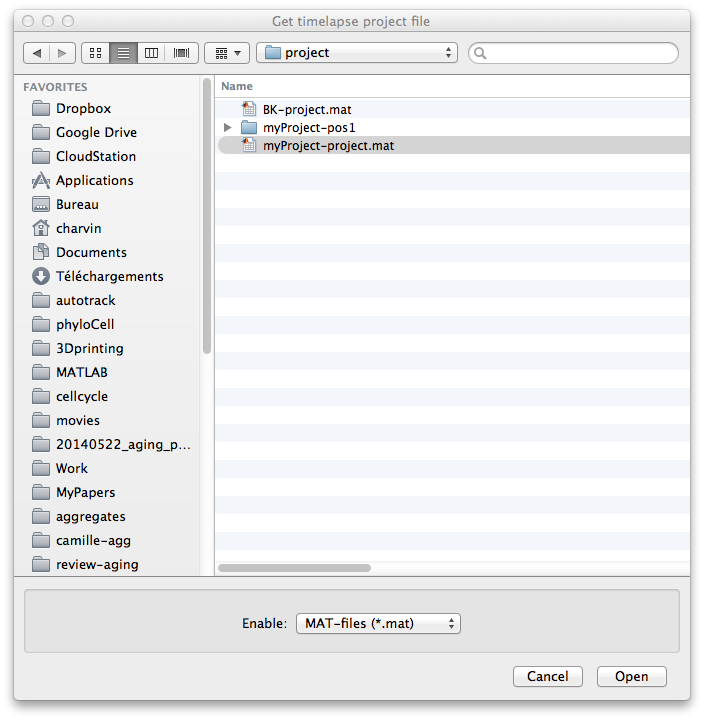 Get timelapse project file
project
FAVORITES
Dropbox
Google Drive
CloudStation
Applications
Bureau
charvin
Documents
Téléchargements
autotrack
phyloCell
3Dprinting
MATLAB
cellcycle
movies
20140522_aging_p...
Work
MyPapers
aggregates
camille-agg
review-aging
Name
BK-project.mat
myProject-pos1
myProject-project.mat
Enable: MAT-files (*.mat)
Cancel Open